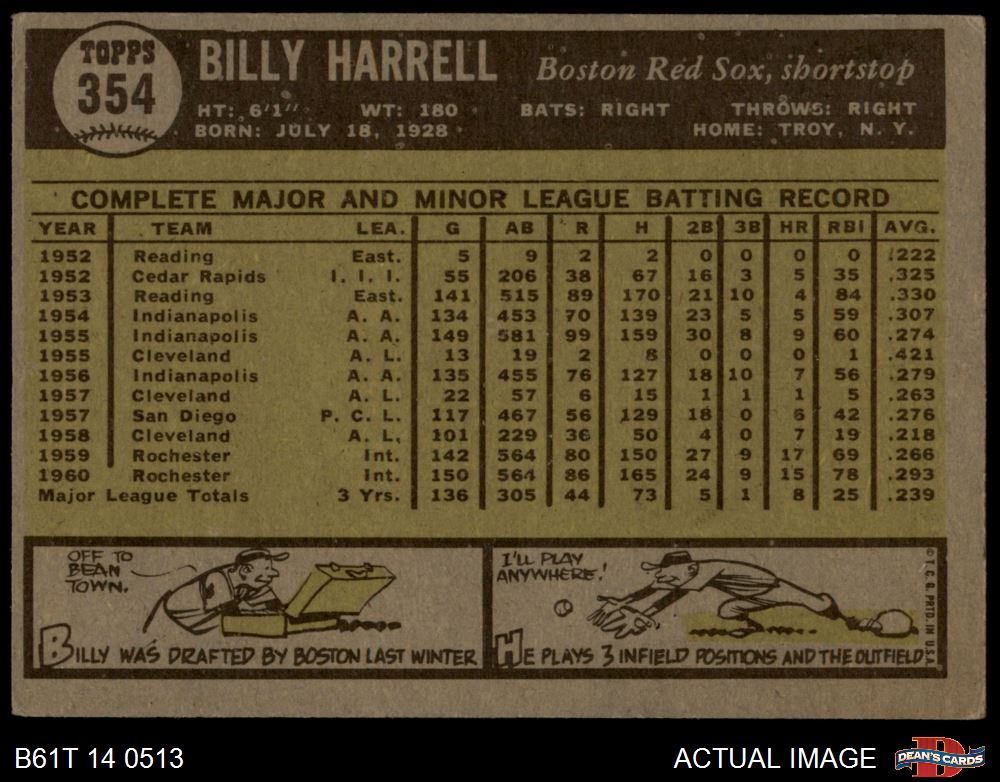 TOPPS
354
BILLY HARRELL
Boston Red Sox, shortstop
HT: 6'1" WT: 180 BATS: RIGHT THROWS: RIGHT
BORN: JULY 18, 1928 HOME: TROY, N. Y.
COMPLETE MAJOR AND MINOR LEAGUE BATTING RECORD
YEAR TEAM LEA. G AB R H 2B 3B HR RBI AVG.
1952 Reading East. 5 9 2 2 0 0 0 0 .222
1952 Cedar Rapids I. I. I. 55 206 38 67 16 3 5 35 .325
1953 Reading East. 141 515 89 170 21 10 4 84 .330
1954 Indianapolis A. A. 134 453 70 139 23 5 5 59 .307
1955 Indianapolis A. A. 149 581 99 159 30 8 9 60 .274
1955 Cleveland A. L. 13 19 2 8 0 0 0 1 .421
1956 Indianapolis A. A. 135 455 76 127 18 10 7 56 .279
1957 Cleveland A. L. 22 57 6 15 1 1 1 5 .263
1957 San Diego P. C. L. 117 467 56 129 18 0 6 42 .276
1958 Cleveland A. L. 101 229 36 50 4 0 7 19 .218
1959 Rochester Int. 142 564 80 150 27 9 17 69 .266
1960 Rochester Int. 150 564 86 165 24 9 15 78 .293
Major League Totals 3 Yrs. 136 305 44 73 5 1 8 25 .239
OFF TO
BEAN
TOWN.
BILLY WAS DRAFTED BY BOSTON LAST WINTER
I'LL PLAY
ANYWHERE!
HE PLAYS 3 INFIELD POSITIONS AND THE OUTFIELD
© T. C. G. PRTD. IN U.S.A.
B61T 14 0513
ACTUAL IMAGE
DEAN'S CARDS